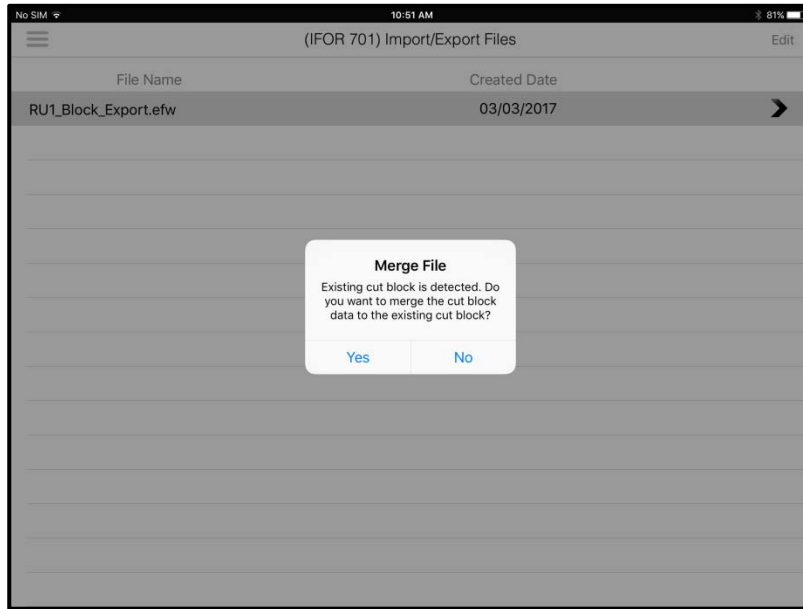 No SIM 10:51 AM 81%
(IFOR 701) Import/Export Files Edit
File Name Created Date
RU1_Block_Export.efw 03/03/2017
Merge File
Existing cut block is detected. Do
you want to merge the cut block
data to the existing cut block?
Yes No